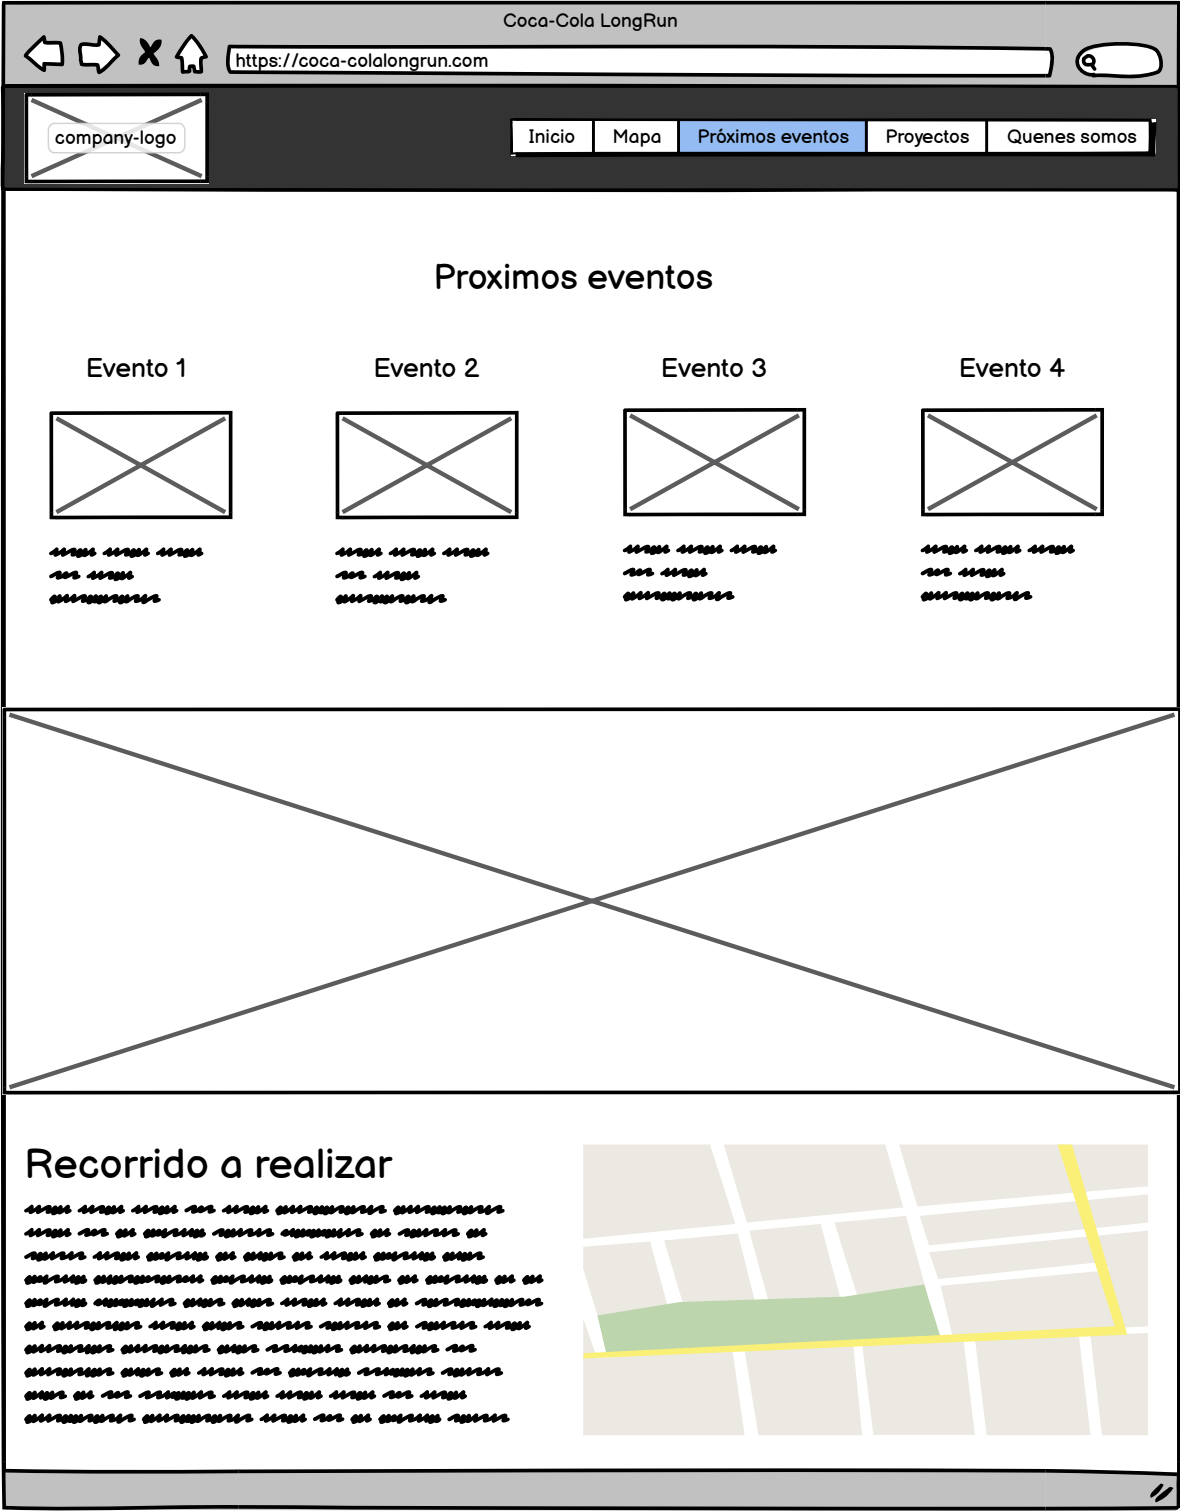 Coca-Cola LongRun
https://coca-colalongrun.com
company-logo
Inicio Mapa Próximos eventos Proyectos Quenes somos
Proximos eventos
Evento 1 Evento 2 Evento 3 Evento 4
Recorrido a realizar